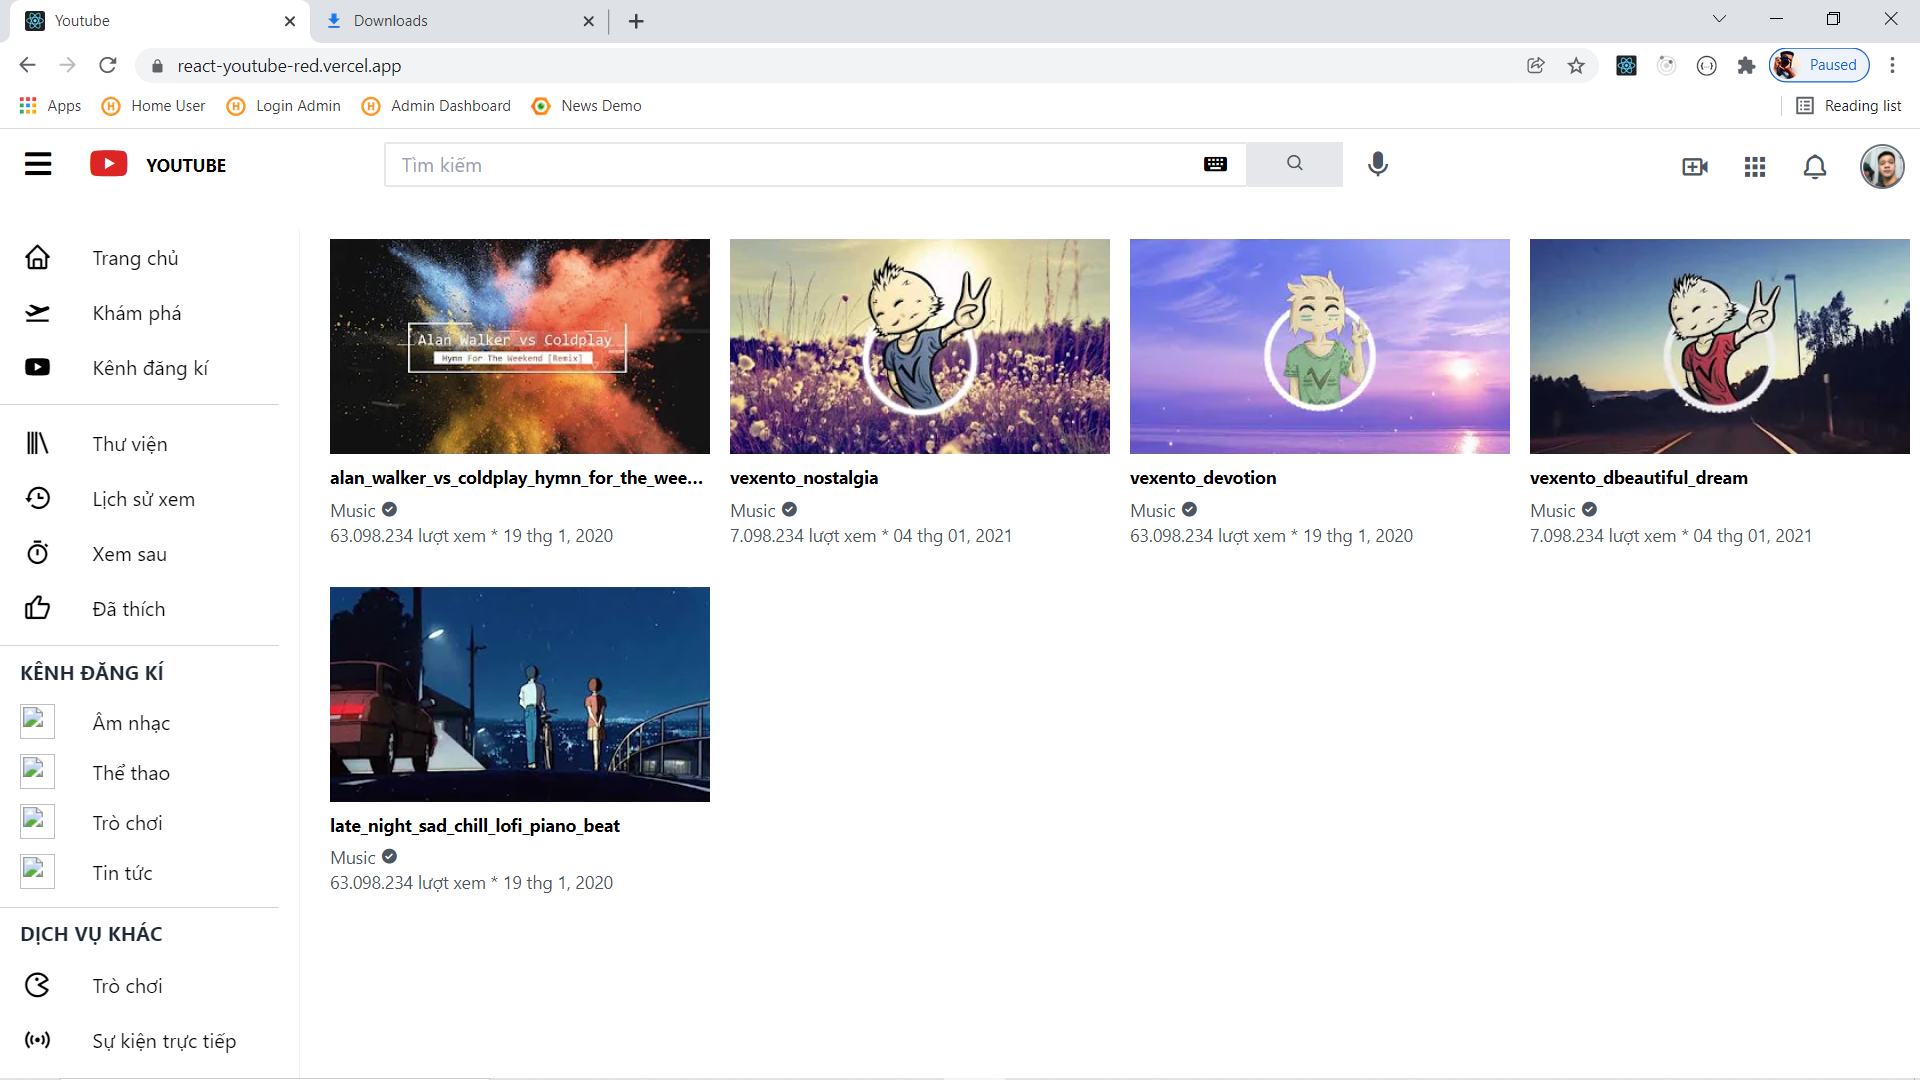 Youtube
Downloads
react-youtube-red.vercel.app
Paused
Apps
Home User
Login Admin
Admin Dashboard
News Demo
Reading list
YOUTUBE
Tìm kiếm
Trang chủ
Khám phá
Kênh đăng kí
Thư viện
Lịch sử xem
Xem sau
Đã thích
KÊNH ĐĂNG KÍ
Âm nhạc
Thể thao
Trò chơi
Tin tức
DỊCH VỤ KHÁC
Trò chơi
Sự kiện trực tiếp
Alan Walker vs Coldplay
Hymn For The Weekend [Remix]
alan_walker_vs_coldplay_hymn_for_the_wee...
Music
63.098.234 lượt xem * 19 thg 1, 2020
vexento_nostalgia
Music
7.098.234 lượt xem * 04 thg 01, 2021
vexento_devotion
Music
63.098.234 lượt xem * 19 thg 1, 2020
vexento_dbeautiful_dream
Music
7.098.234 lượt xem * 04 thg 01, 2021
late_night_sad_chill_lofi_piano_beat
Music
63.098.234 lượt xem * 19 thg 1, 2020